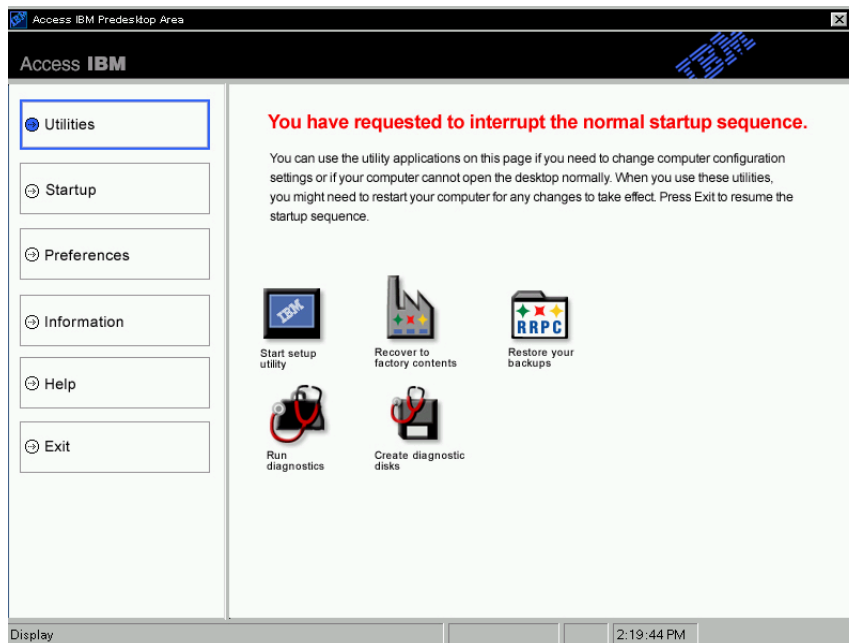 Access IBM Predesktop Area
Access IBM
IBM
Utilities
Startup
Preferences
Information
Help
Exit
You have requested to interrupt the normal startup sequence.
You can use the utility applications on this page if you need to change computer configuration
settings or if your computer cannot open the desktop normally. When you use these utilities,
you might need to restart your computer for any changes to take effect. Press Exit to resume the
startup sequence.
IBM
Start setup
utility
Recover to
factory contents
RRPC
Restore your
backups
Run
diagnostics
Create diagnostic
disks
Display
2:19:44 PM